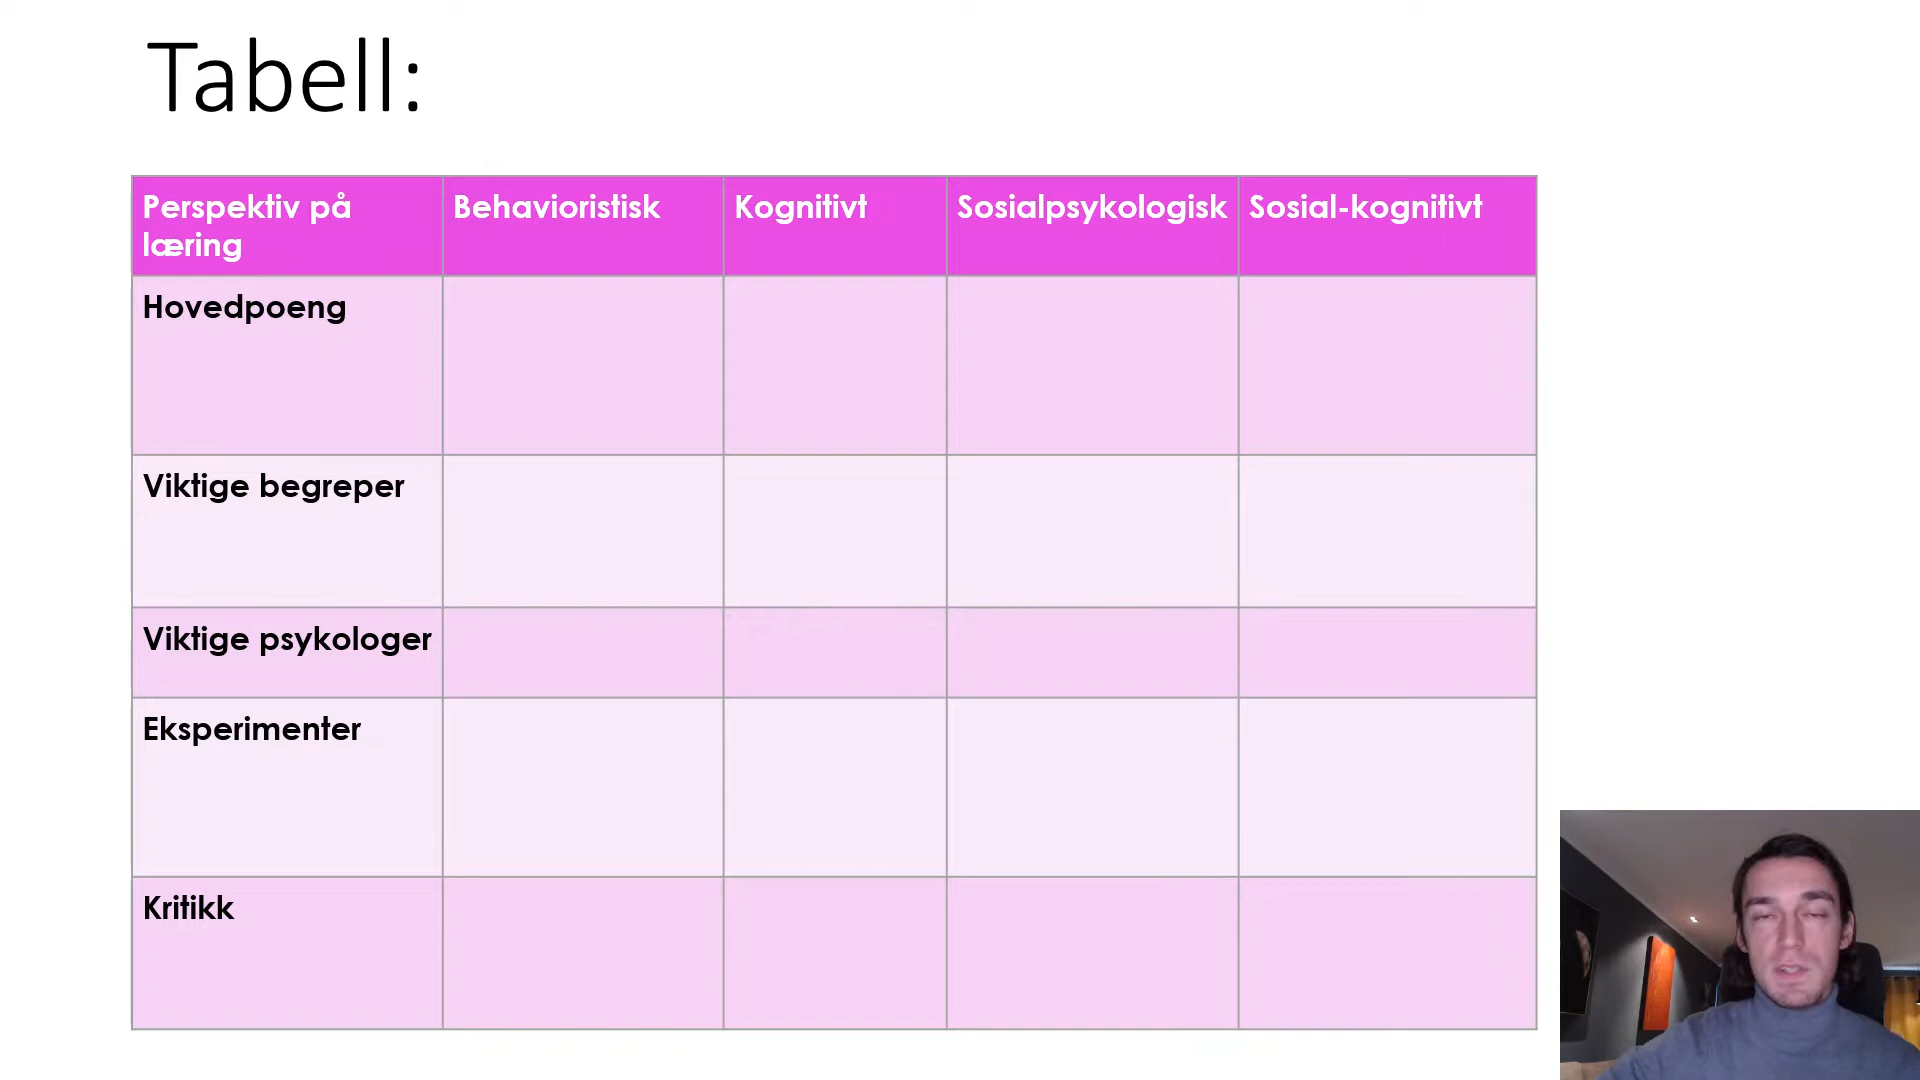 Tabell:
Perspektiv på læring
Behavioristisk
Kognitivt
Sosialpsykologisk
Sosial-kognitivt
Hovedpoeng
Viktige begreper
Viktige psykologer
Eksperimenter
Kritikk